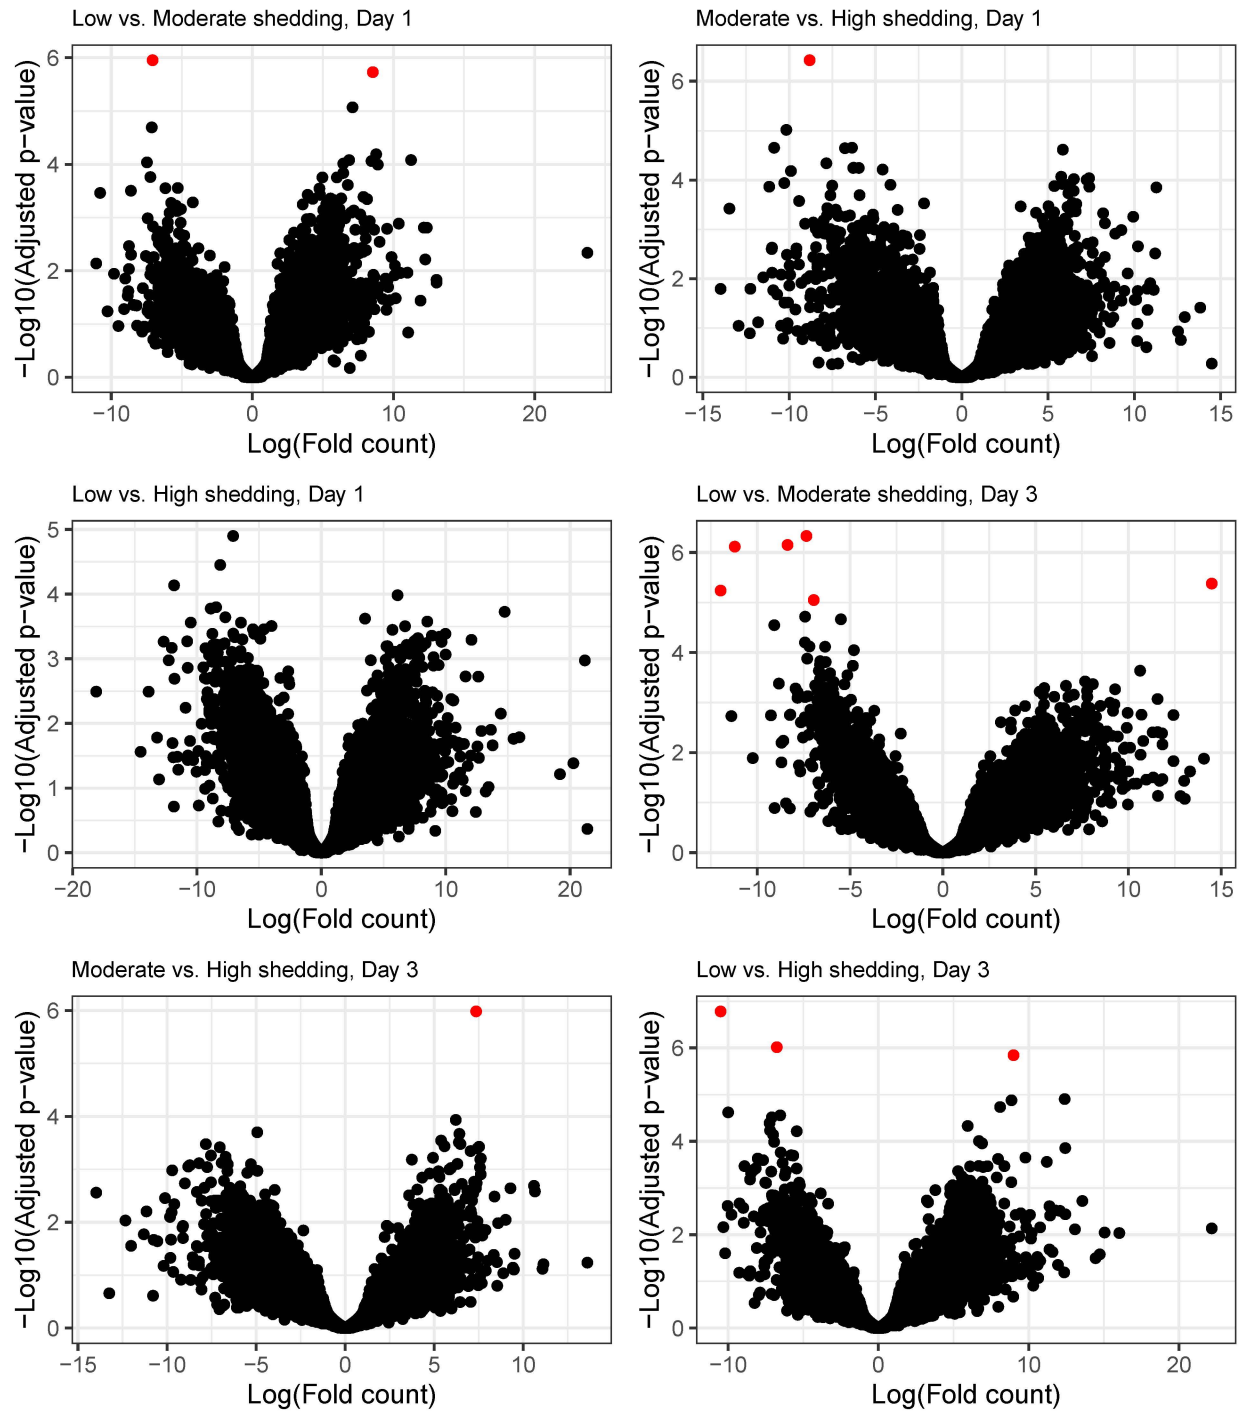 Low vs. Moderate shedding, Day 1
−Log10(Adjusted p−value)
6
4
2
0
−10 0 10 20
Log(Fold count)
Moderate vs. High shedding, Day 1
−Log10(Adjusted p−value)
6
4
2
0
−15 −10 −5 0 5 10 15
Log(Fold count)
Low vs. High shedding, Day 1
−Log10(Adjusted p−value)
5
4
3
2
1
0
−20 −10 0 10 20
Log(Fold count)
Low vs. Moderate shedding, Day 3
−Log10(Adjusted p−value)
6
4
2
0
−10 −5 0 5 10 15
Log(Fold count)
Moderate vs. High shedding, Day 3
−Log10(Adjusted p−value)
6
4
2
0
−15 −10 −5 0 5 10
Log(Fold count)
Low vs. High shedding, Day 3
−Log10(Adjusted p−value)
6
4
2
0
−10 0 10 20
Log(Fold count)